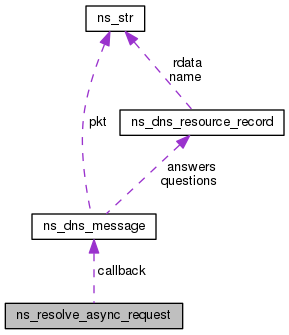 ns_str
rdata
name
pkt
ns_dns_resource_record
answers
questions
ns_dns_message
callback
ns_resolve_async_request